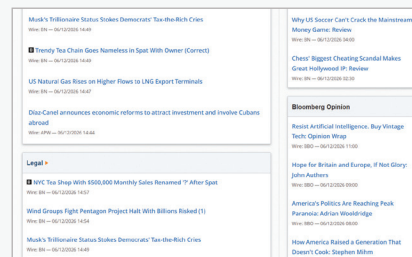 Musk's Trillionaire Status Stokes Democrats' Tax-the-Rich Cries
Wire: BN — 06/12/2026 14:49
Trendy Tea Chain Goes Nameless in Spat With Owner (Correct)
Wire: BN — 06/12/2026 14:49
US Natural Gas Rises on Higher Flows to LNG Export Terminals
Wire: BN — 06/12/2026 14:47
Díaz-Canel announces economic reforms to attract investment and involve Cubans
abroad
Wire: APW — 06/12/2026 14:44
Legal
NYC Tea Shop With $500,000 Monthly Sales Renamed '?' After Spat
Wire: BN — 06/12/2026 14:57
Wind Groups Fight Pentagon Project Halt With Billions Risked (1)
Wire: BN — 06/12/2026 14:54
Musk's Trillionaire Status Stokes Democrats' Tax-the-Rich Cries
Wire: BN — 06/12/2026 14:49
Why US Soccer Can't Crack the Mainstream
Money Game: Review
Wire: BN — 06/12/2026
Chess' Biggest Cheating Scandal Makes
Great Hollywood IP: Review
Wire: BN — 06/12/2026
Bloomberg Opinion
Resist Artificial Intelligence. Buy Vintage
Tech: Opinion Wrap
Wire: BBO — 06/12/2026 11:00
Hope for Britain and Europe, If Not Glory:
John Authers
Wire: BBO — 06/12/2026 09:00
America's Politics Are Reaching Peak
Paranoia: Adrian Wooldridge
Wire: BBO — 06/12/2026 08:00
How America Raised a Generation That
Doesn't Cook: Stephen Mihm